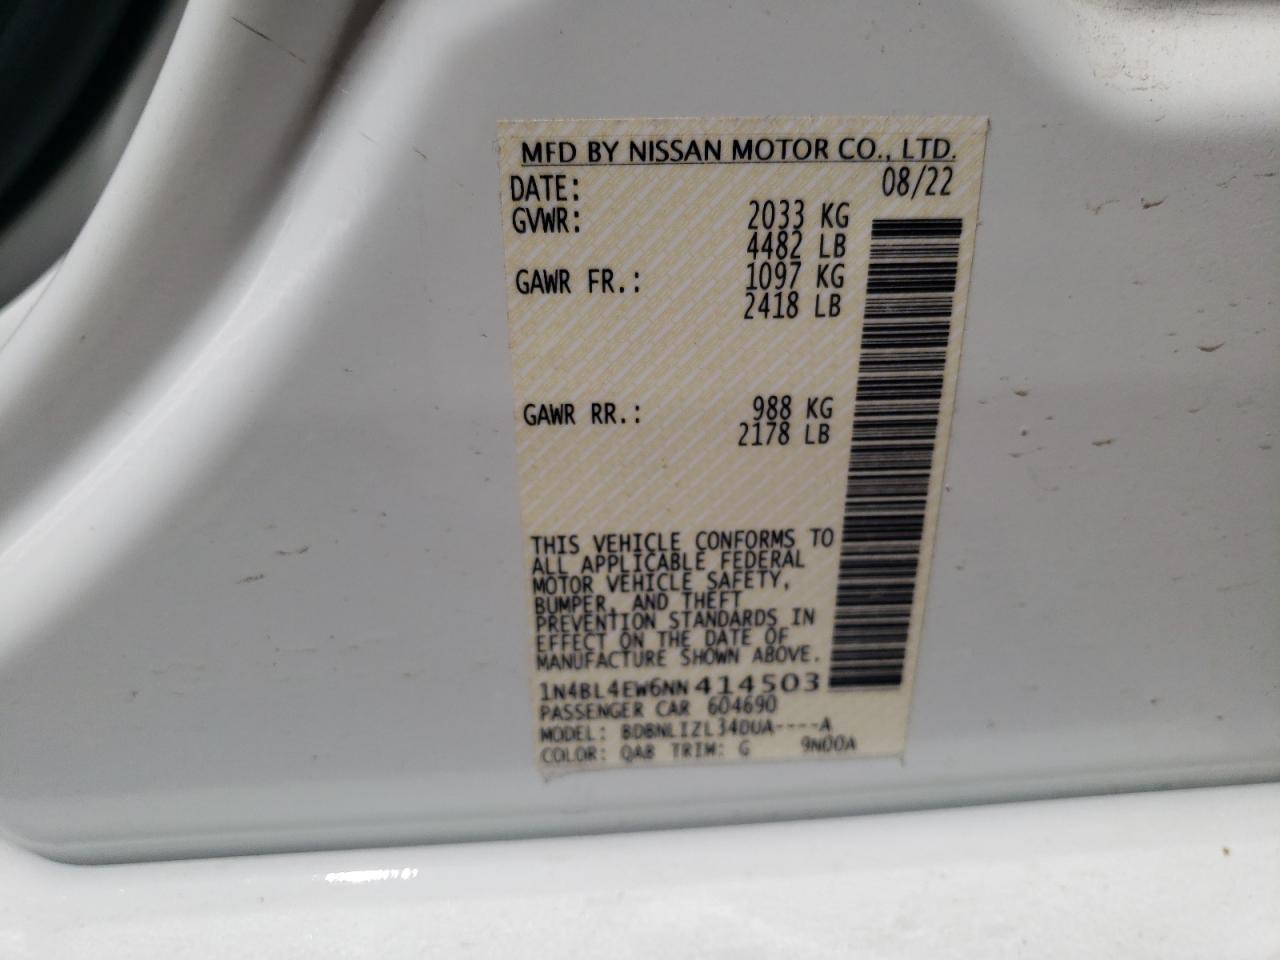 MFD BY NISSAN MOTOR CO., LTD.
DATE: 08/22
GVWR: 2033 KG
4482 LB
GAWR FR.: 1097 KG
2418 LB
GAWR RR.: 988 KG
2178 LB
THIS VEHICLE CONFORMS TO
ALL APPLICABLE FEDERAL
MOTOR VEHICLE SAFETY,
BUMPER, AND THEFT
PREVENTION STANDARDS IN
EFFECT ON THE DATE OF
MANUFACTURE SHOWN ABOVE.
1N4BL4EW6NN414503
PASSENGER CAR 604690
MODEL: BDBNLIZL34DUA----A
COLOR: QAB TRIM: G 9N00A